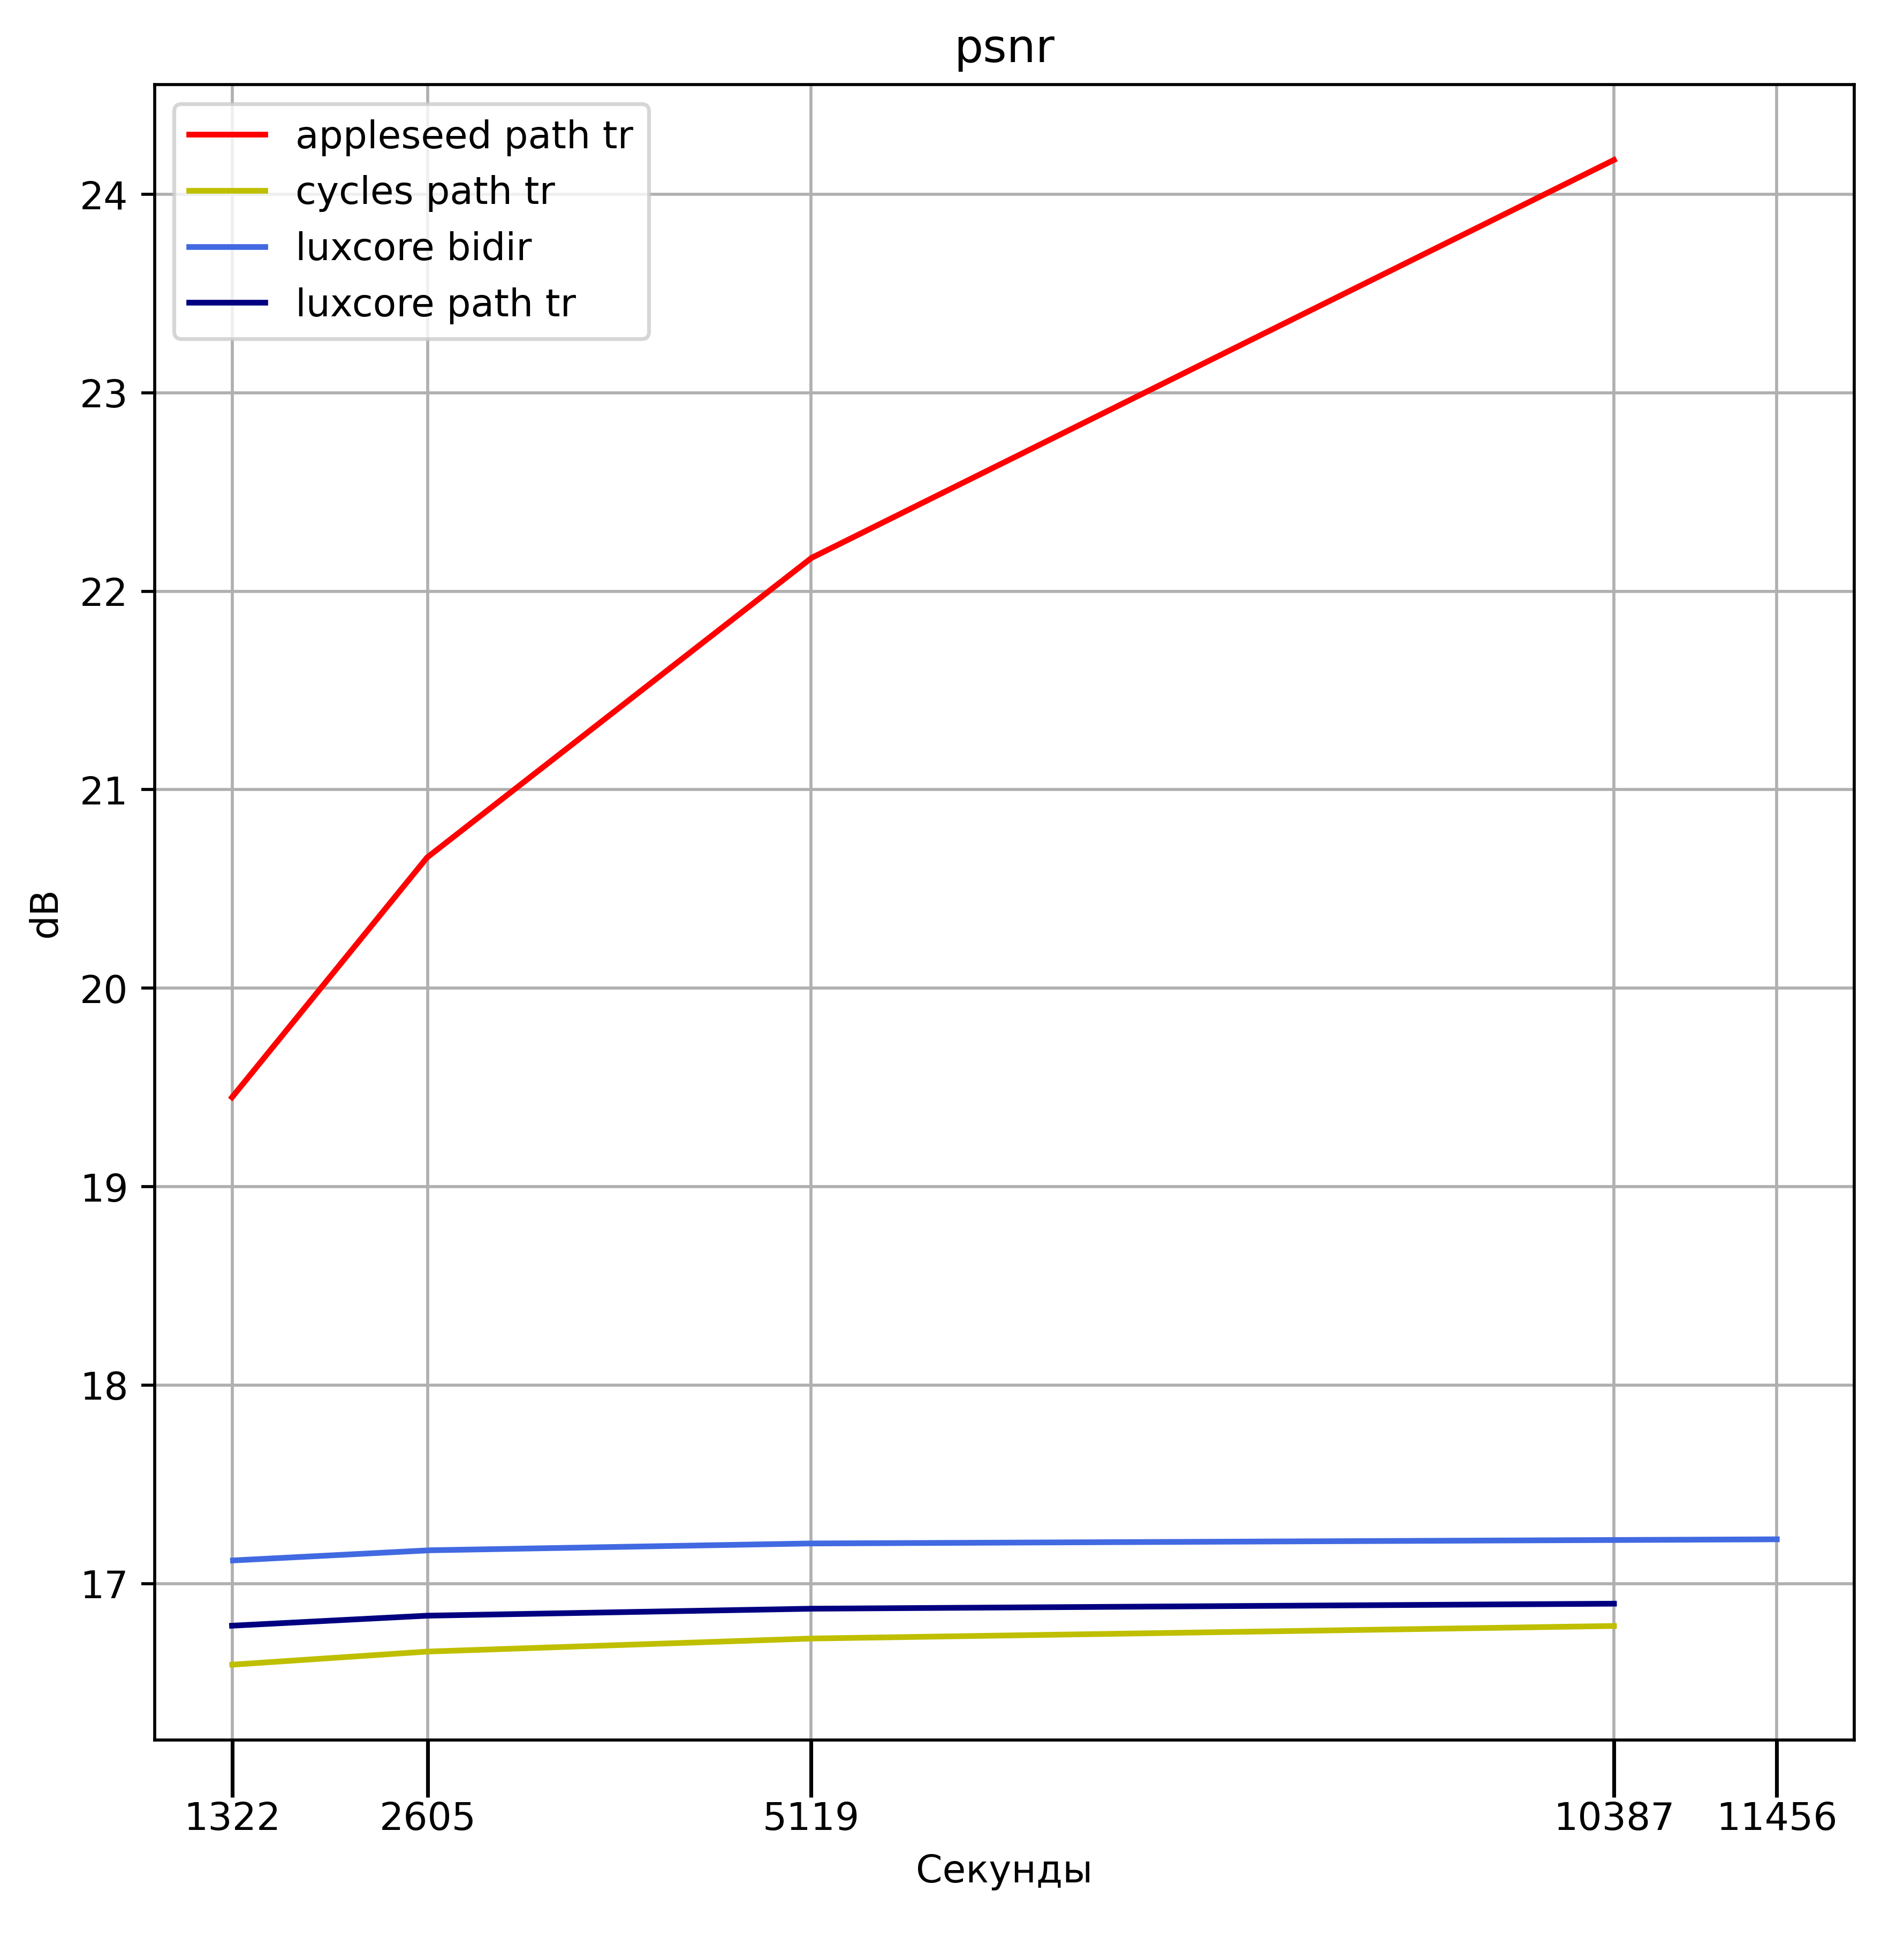 psnr
appleseed path tr
cycles path tr
luxcore bidir
luxcore path tr
24
23
22
21
20
19
18
17
dB
1322 2605 5119 10387 11456
Секунды